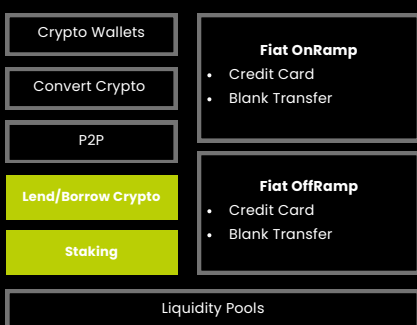 Crypto Wallets
Convert Crypto
P2P
Lend/Borrow Crypto
Staking
Fiat OnRamp
• Credit Card
• Blank Transfer
Fiat OffRamp
• Credit Card
• Blank Transfer
Liquidity Pools